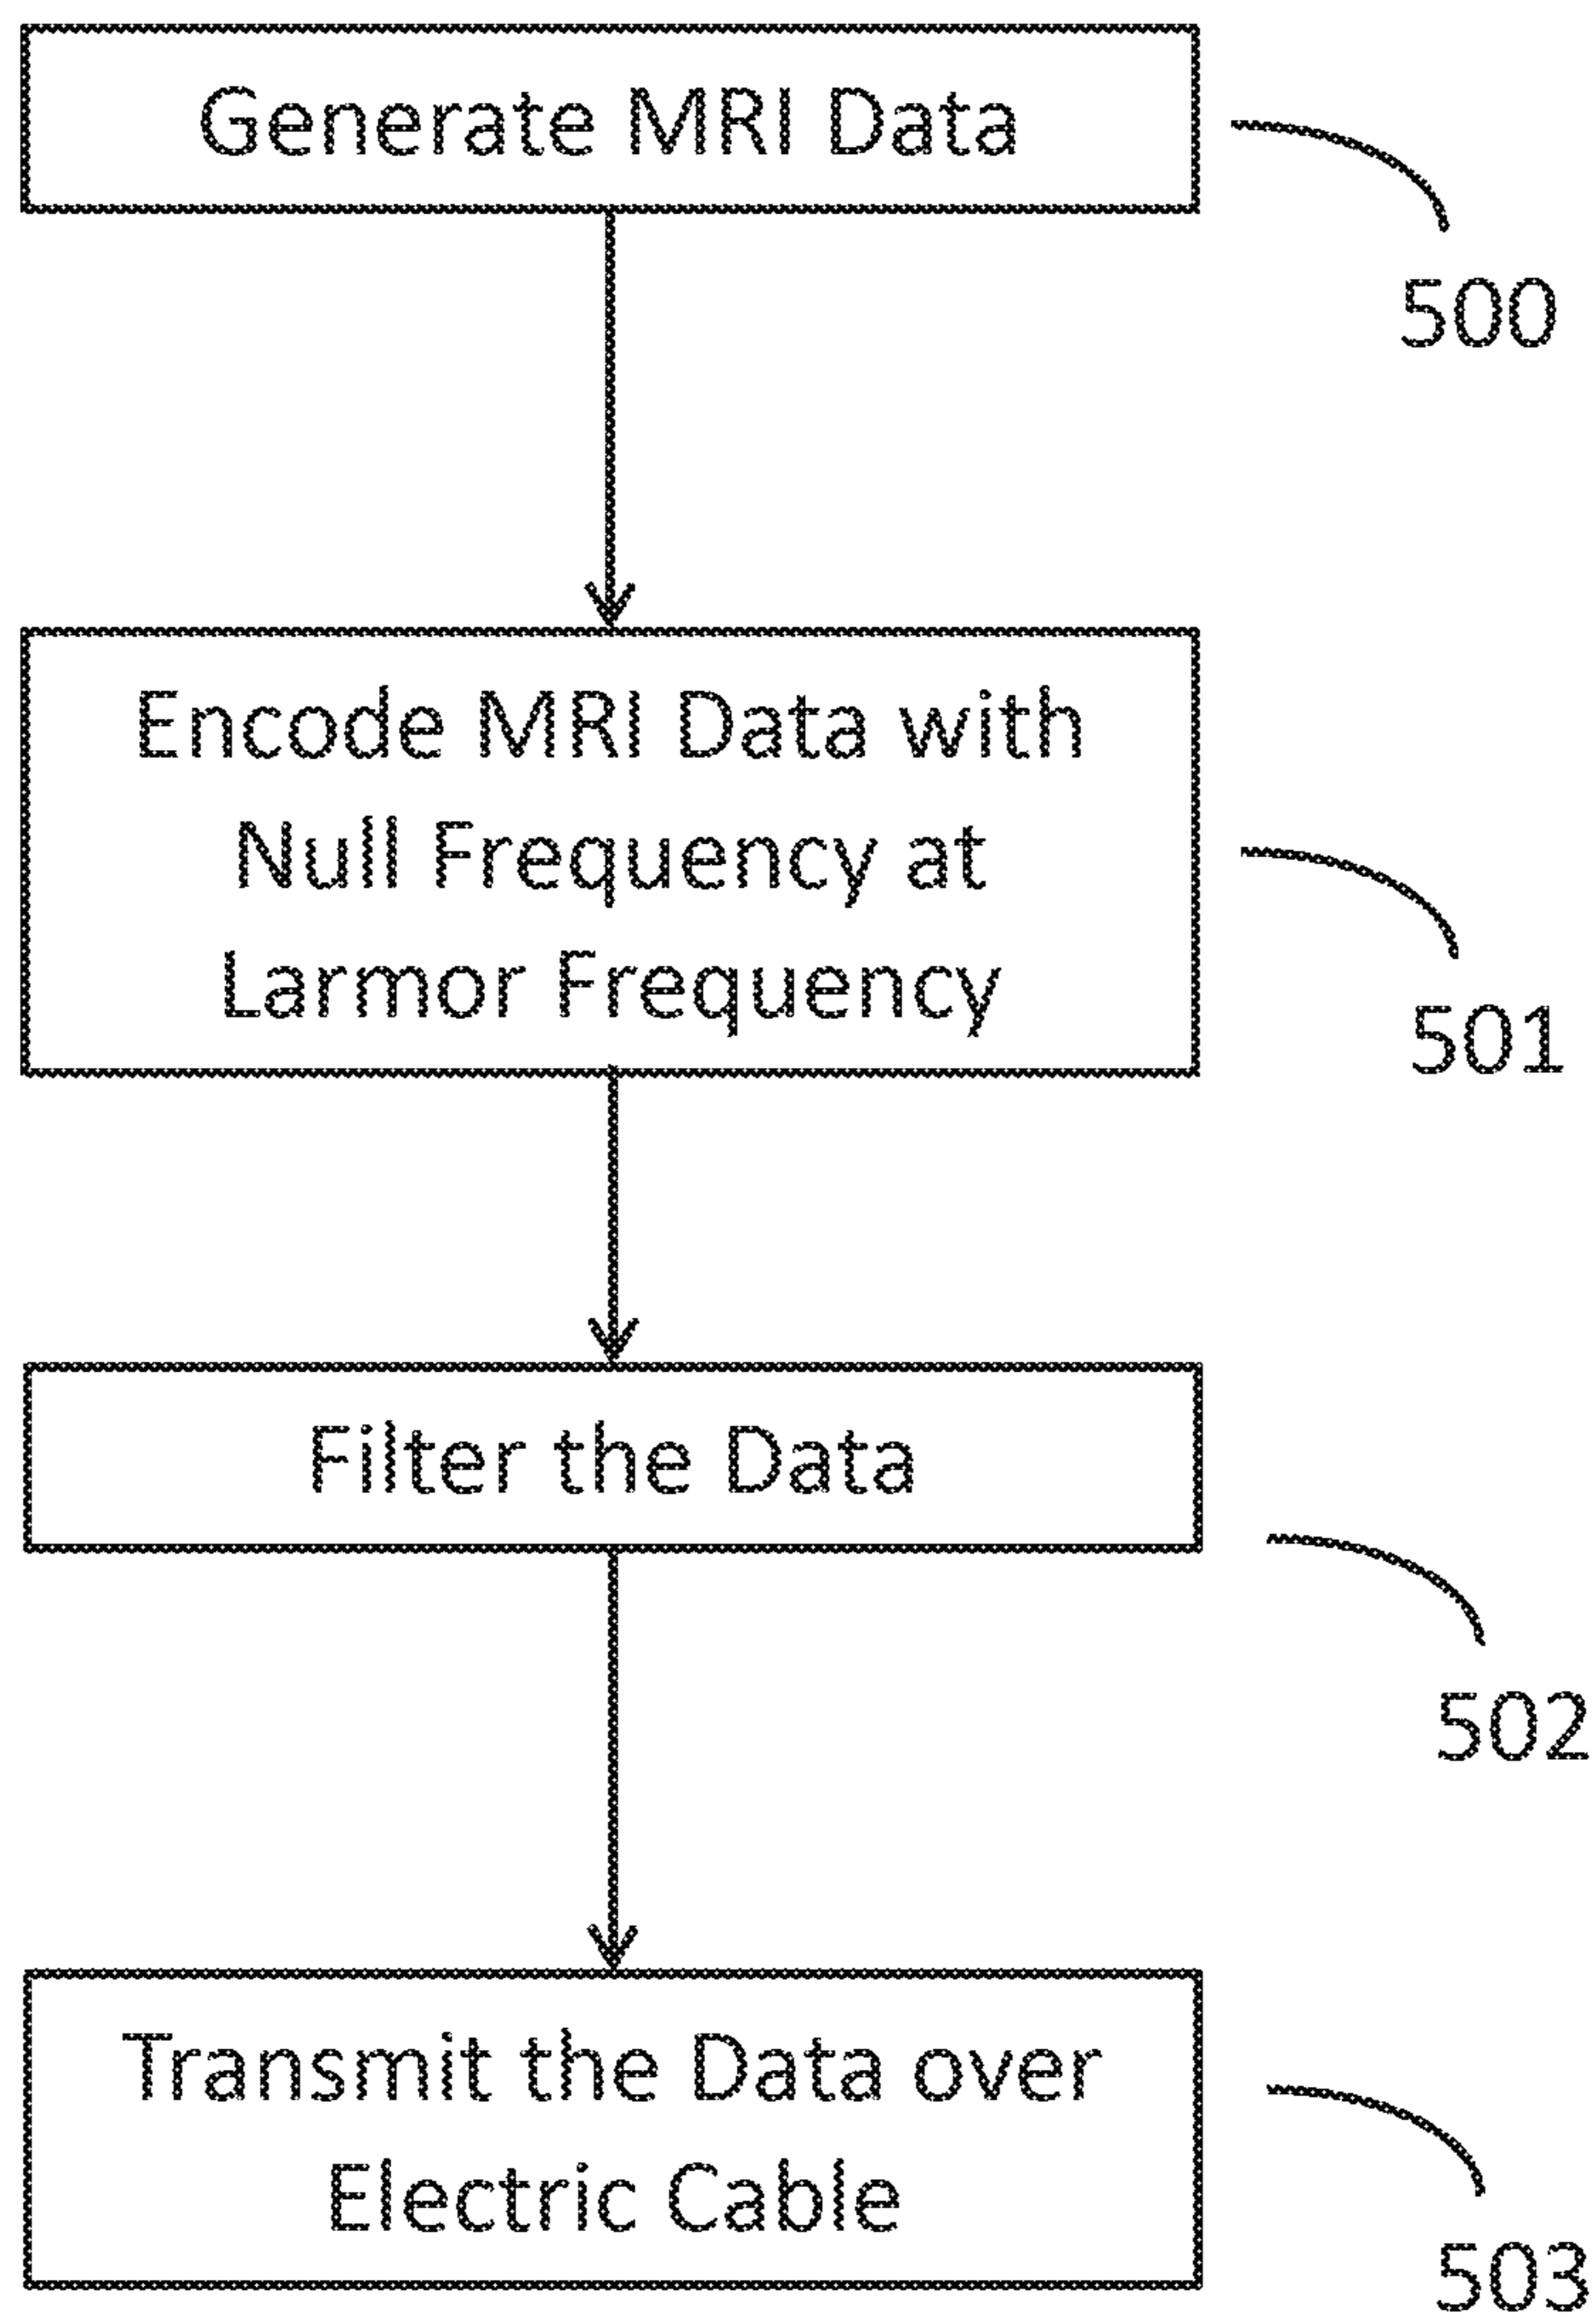 Generate MRI Data
500
Encode MRI Data with
Null Frequency at
Larmor Frequency
501
Filter the Data
502
Transmit the Data over
Electric Cable
503